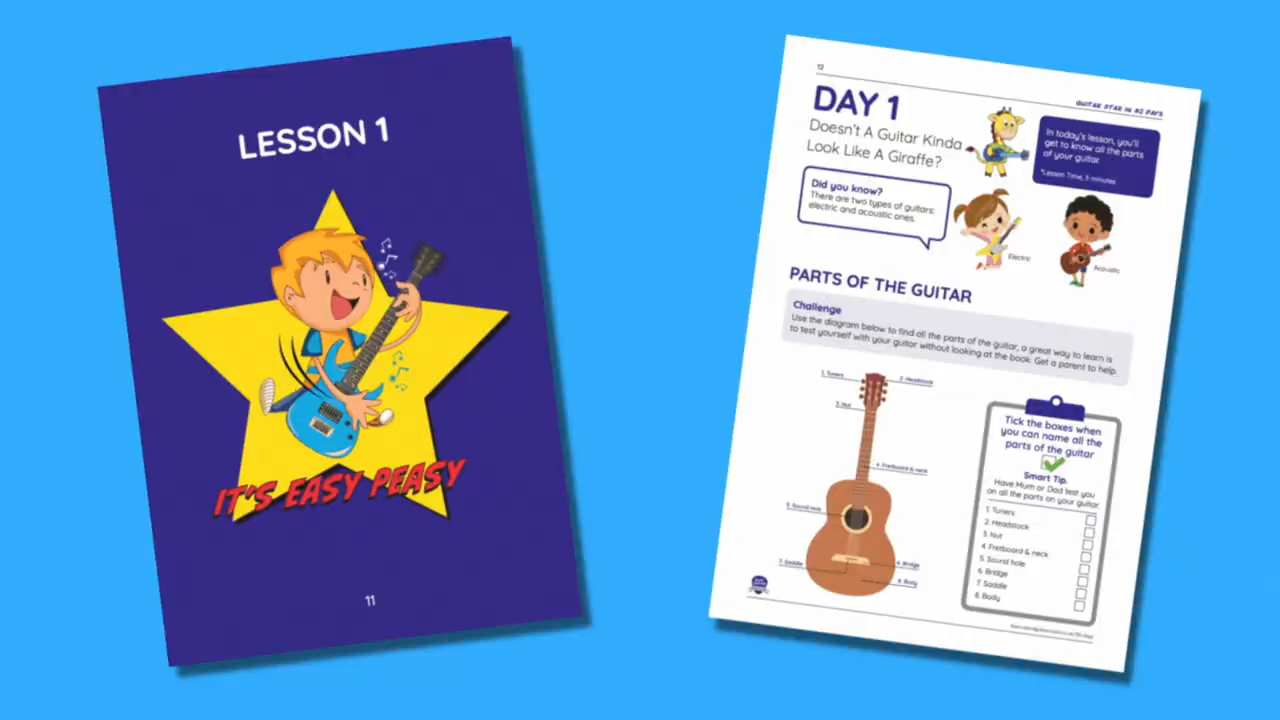 LESSON 1
IT'S EASY PEASY
11
12
GUITAR STAR IN 60 DAYS
DAY 1
Doesn't A Guitar Kinda
Look Like A Giraffe?
In today's lesson, you'll
get to know all the parts
of your guitar.
*Lesson Time, 5 minutes
Did you know?
There are two types of guitars:
electric and acoustic ones.
Electric
Acoustic
PARTS OF THE GUITAR
Challenge
Use the diagram below to find all the parts of the guitar, a great way to learn is
to test yourself with your guitar without looking at the book. Get a parent to help.
1. Tuners
2. Headstock
3. Nut
4. Fretboard & neck
5. Sound hole
7. Saddle
6. Bridge
8. Body
Tick the boxes when
you can name all the
parts of the guitar
Smart Tip.
Have Mum or Dad test you
on all the parts on your guitar.
1. Tuners
2. Headstock
3. Nut
4. Fretboard & neck
5. Sound hole
6. Bridge
7. Saddle
8. Body